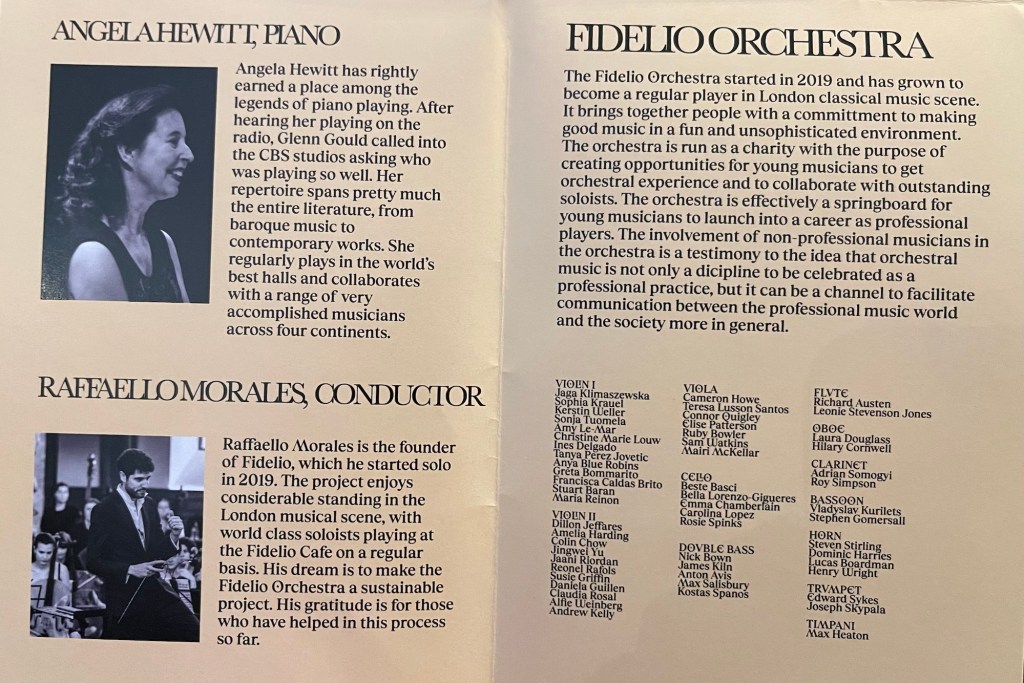 ANGELA HEWITT, PIANO
Angela Hewitt has rightly
earned a place among the
legends of piano playing. After
hearing her playing on the
radio, Glenn Gould called into
the CBS studios asking who
was playing so well. Her
repertoire spans pretty much
the entire literature, from
baroque music to
contemporary works. She
regularly plays in the world's
best halls and collaborates
with a range of very
accomplished musicians
across four continents.
RAFFAELLO MORALES, CONDUCTOR
Raffaello Morales is the founder
of Fidelio, which he started solo
in 2019. The project enjoys
considerable standing in the
London musical scene, with
world class soloists playing at
the Fidelio Cafe on a regular
basis. His dream is to make the
Fidelio Orchestra a sustainable
project. His gratitude is for those
who have helped in this process
so far.
FIDELIO ORCHESTRA
The Fidelio Orchestra started in 2019 and has grown to
become a regular player in London classical music scene.
It brings together people with a committment to making
good music in a fun and unsophisticated environment.
The orchestra is run as a charity with the purpose of
creating opportunities for young musicians to get
orchestral experience and to collaborate with outstanding
soloists. The orchestra is effectively a springboard for
young musicians to launch into a career as professional
players. The involvement of non-professional musicians in
the orchestra is a testimony to the idea that orchestral
music is not only a dicipline to be celebrated as a
professional practice, but it can be a channel to facilitate
communication between the professional music world
and the society more in general.
VIOLIN I
Jaga Klimaszewska
Sophia Krauel
Kerstin Weller
Sonja Tuomela
Amy Le-Mar
Christine Marie Louw
Ines Delgado
Tanya Perez Jovetic
Anya Blue Robins
Greta Bommarito
Francisca Caldas Brito
Stuart Baran
Maria Reinon
VIOLIN II
Dillon Jeffares
Amelia Harding
Colin Chow
Jingwei Yu
Jaani Riordan
Reonel Rafols
Susie Griffin
Daniela Guillen
Claudia Rosal
Alfie Weinberg
Andrew Kelly
VIOLA
Cameron Howe
Teresa Lusson Santos
Connor Quigley
Elise Patterson
Ruby Bowler
Sam Watkins
Mairi McKellar
CELLO
Beste Basci
Bella Lorenzo-Gigueres
Emma Chamberlain
Carolina Lopez
Rosie Spinks
DOVBLE BASS
Nick Bown
James Kiln
Anton Avis
Max Salisbury
Kostas Spanos
FLVTE
Richard Austen
Leonie Stevenson Jones
OBOE
Laura Douglass
Hilary Cornwell
CLARINET
Adrian Somogyi
Roy Simpson
BASSOON
Vladyslav Kurilets
Stephen Gomersall
HORN
Steven Stirling
Dominic Harries
Lucas Boardman
Henry Wright
TRVMPET
Edward Sykes
Joseph Skypala
TIMPANI
Max Heaton